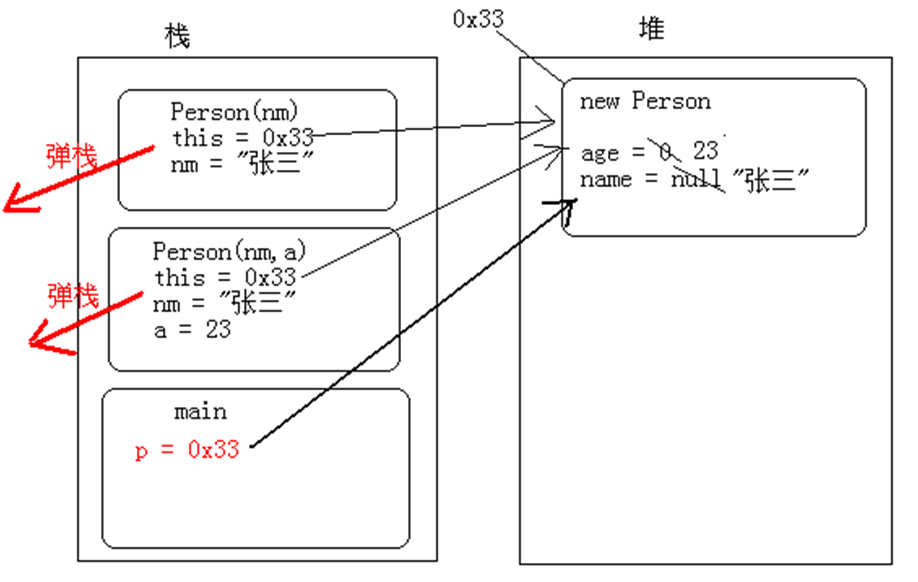 栈
0x33
堆
Person(nm)
this = 0x33
nm = "张三"
弹栈
new Person
age = 0 23
name = null "张三"
Person(nm,a)
this = 0x33
nm = "张三"
a = 23
弹栈
main
p = 0x33